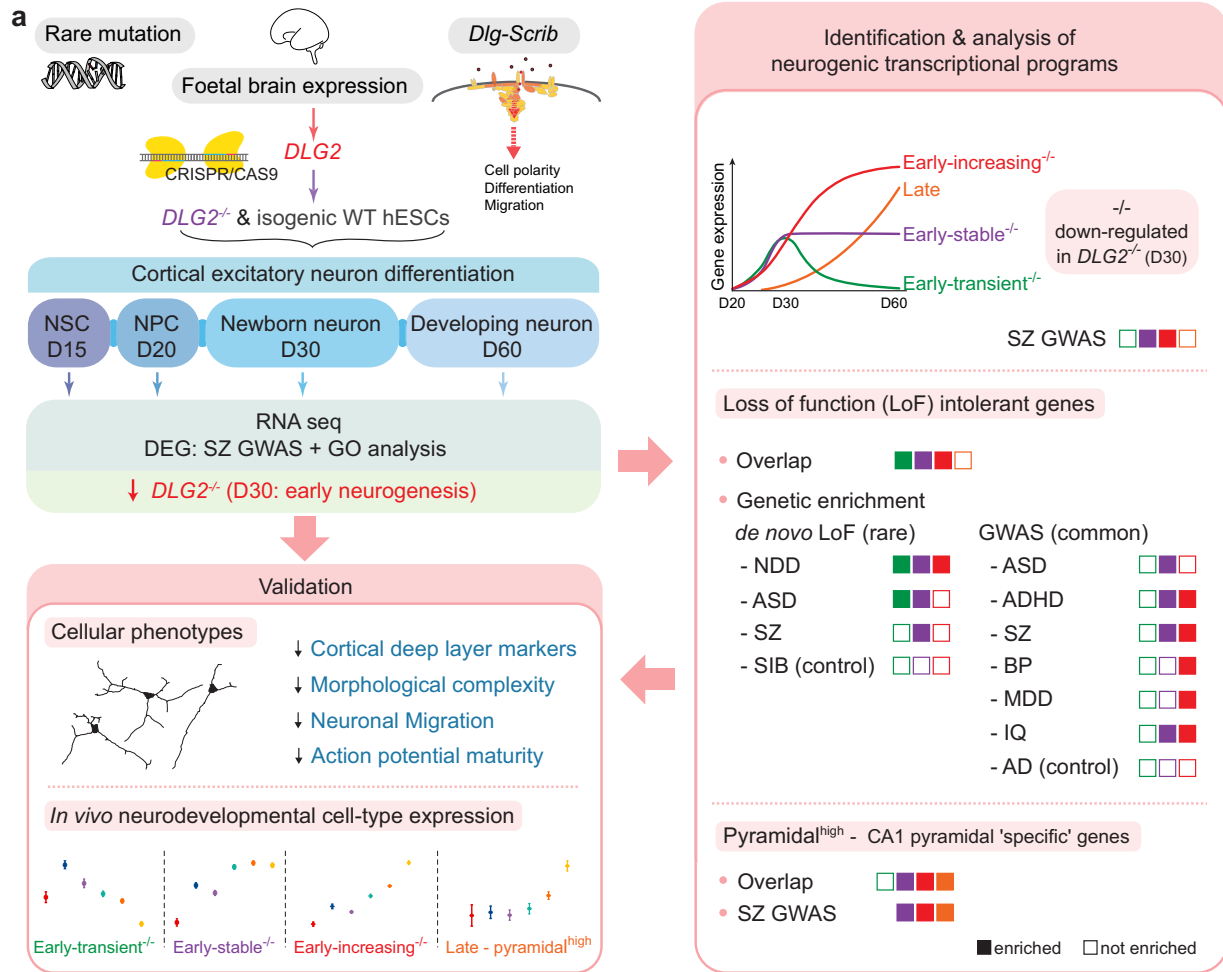 a
Rare mutation
Foetal brain expression
Dlg-Scrib
DLG2
CRISPR/CAS9
Cell polarity
Differentiation
Migration
DLG2-/- & isogenic WT hESCs
Cortical excitatory neuron differentiation
NSC
D15
NPC
D20
Newborn neuron
D30
Developing neuron
D60
RNA seq
DEG: SZ GWAS + GO analysis
DLG2-/- (D30: early neurogenesis)
Validation
Cellular phenotypes
Cortical deep layer markers
Morphological complexity
Neuronal Migration
Action potential maturity
In vivo neurodevelopmental cell-type expression
Early-transient-/-
Early-stable-/-
Early-increasing-/-
Late - pyramidalhigh
Identification & analysis of
neurogenic transcriptional programs
Gene expression
D20
D30
D60
Early-increasing-/-
Late
Early-stable-/-
Early-transient-/-
-/-
down-regulated
in DLG2-/- (D30)
SZ GWAS
Loss of function (LoF) intolerant genes
Overlap
Genetic enrichment
de novo LoF (rare)
- NDD
- ASD
- SZ
- SIB (control)
GWAS (common)
- ASD
- ADHD
- SZ
- BP
- MDD
- IQ
- AD (control)
Pyramidalhigh - CA1 pyramidal 'specific' genes
Overlap
SZ GWAS
enriched
not enriched